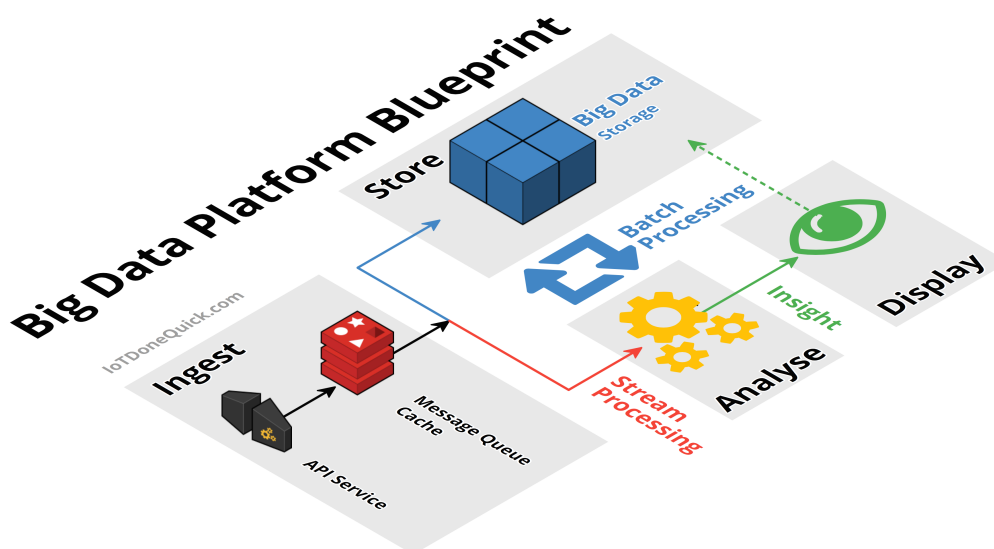 Big Data Platform Blueprint
IoTDoneQuick.com
Store
Big Data
Storage
Batch
Processing
Ingest
Message Queue
Cache
API Service
Stream
Processing
Analyse
Insight
Display